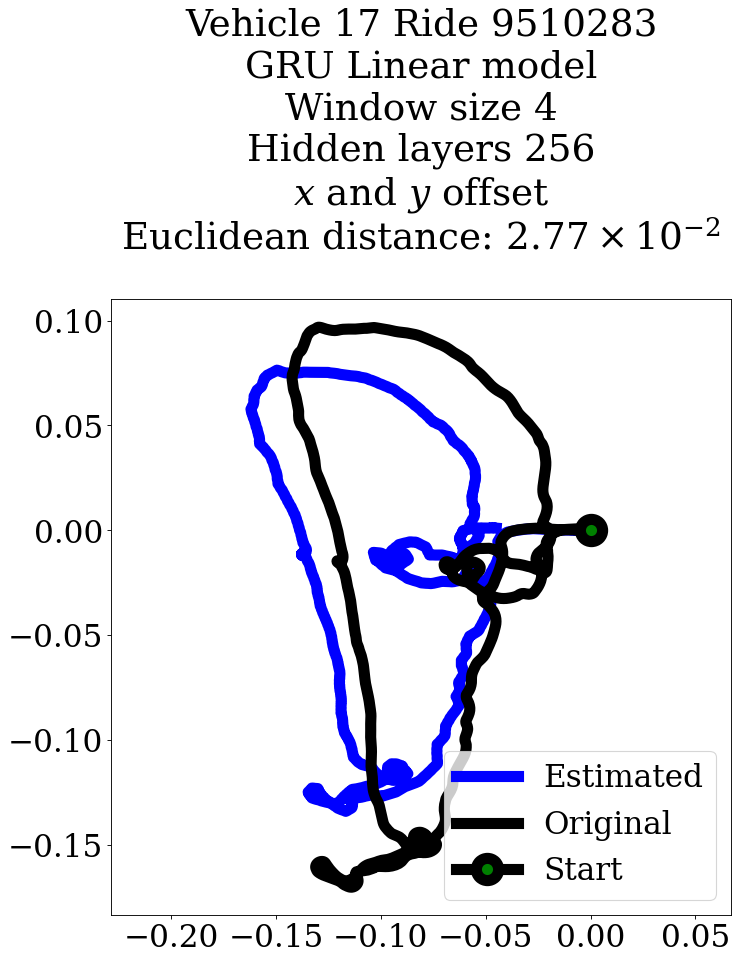 Vehicle 17 Ride 9510283
GRU Linear model
Window size 4
Hidden layers 256
x and y offset
Euclidean distance: 2.77 × 10⁻²
0.10
0.05
0.00
−0.05
−0.10
−0.15
Estimated
Original
Start
−0.20 −0.15 −0.10 −0.05 0.00 0.05